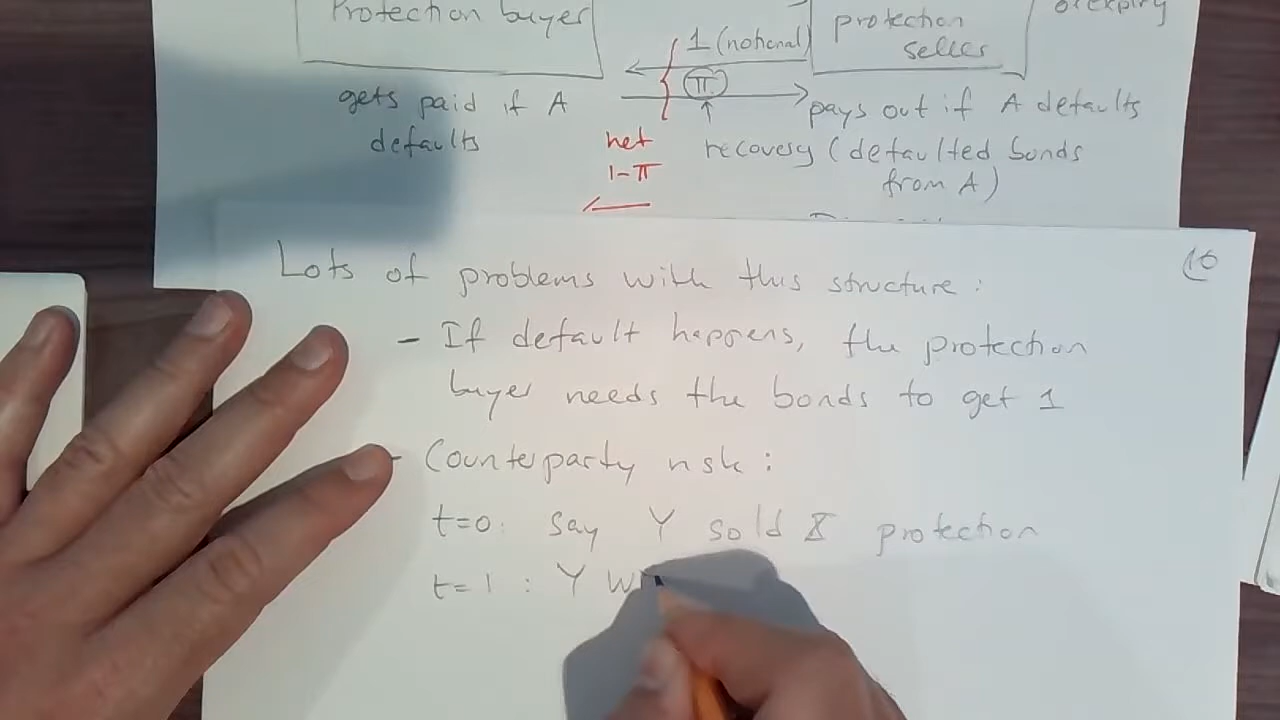 Protection buyer
protection
seller
or expiry
1 (notional)
π
gets paid if A
defaults
net
1-π
pays out if A defaults
recovery (defaulted bonds
from A)
Lots of problems with this structure:
(10
- If default happens, the protection
buyer needs the bonds to get 1
- Counterparty risk:
t=0: say Y sold X protection
t=1: Y